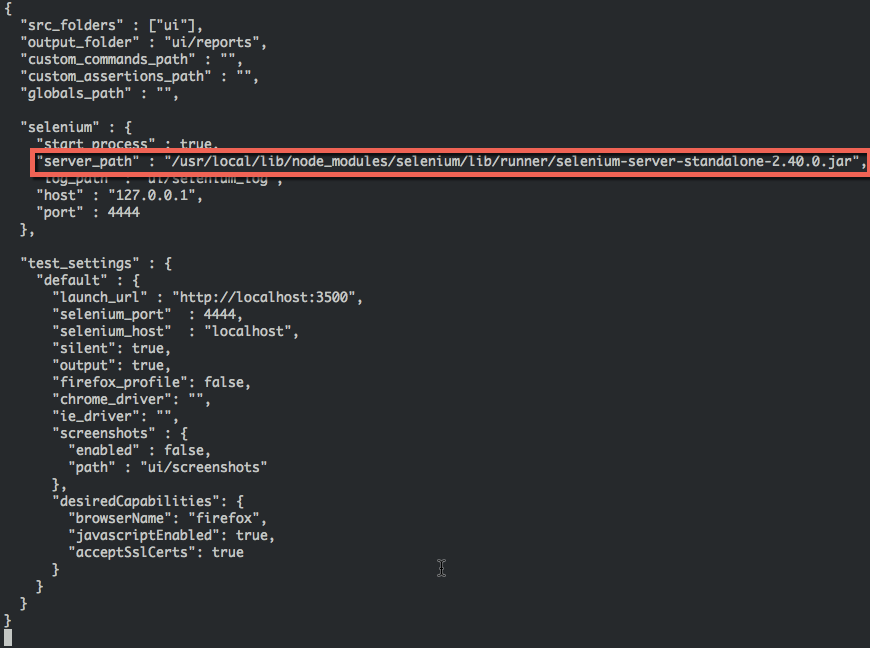 {
  "src_folders" : ["ui"],
  "output_folder" : "ui/reports",
  "custom_commands_path" : "",
  "custom_assertions_path" : "",
  "globals_path" : "",

  "selenium" : {
    "start_process" : true,
    "server_path" : "/usr/local/lib/node_modules/selenium/lib/runner/selenium-server-standalone-2.40.0.jar",
    "log_path" : "ui/selenium_log",
    "host" : "127.0.0.1",
    "port" : 4444
  },

  "test_settings" : {
    "default" : {
      "launch_url" : "http://localhost:3500",
      "selenium_port"  : 4444,
      "selenium_host"  : "localhost",
      "silent": true,
      "output": true,
      "firefox_profile": false,
      "chrome_driver": "",
      "ie_driver": "",
      "screenshots" : {
        "enabled" : false,
        "path" : "ui/screenshots"
      },
      "desiredCapabilities": {
        "browserName": "firefox",
        "javascriptEnabled": true,
        "acceptSslCerts": true
      }
    }
  }
}